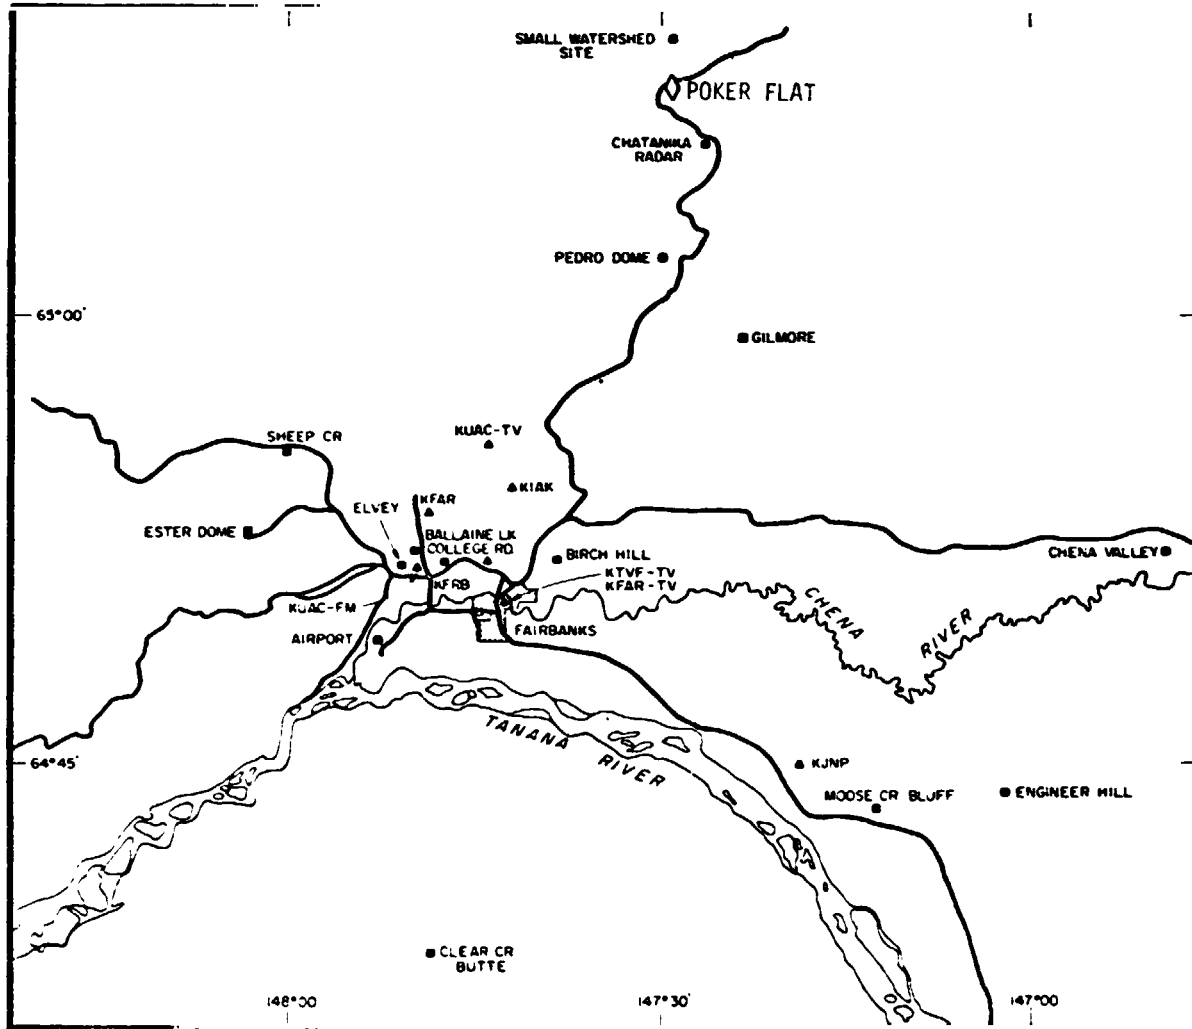 SMALL WATERSHED
SITE
POKER FLAT
CHATANIKA
RADAR
PEDRO DOME
65°00'
GILMORE
KUAC-TV
SHEEP CR
KIAK
ELVEY
KFAR
ESTER DOME
BALLAINE LK
COLLEGE RD
BIRCH HILL
CHENA VALLEY
KTVF-TV
KFAR-TV
KFRB
KUAC-FM
CHENA
RIVER
AIRPORT
FAIRBANKS
TANANA
RIVER
64°45'
KJNP
MOOSE CR BLUFF
ENGINEER HILL
CLEAR CR
BUTTE
148°00'
147°30'
147°00'